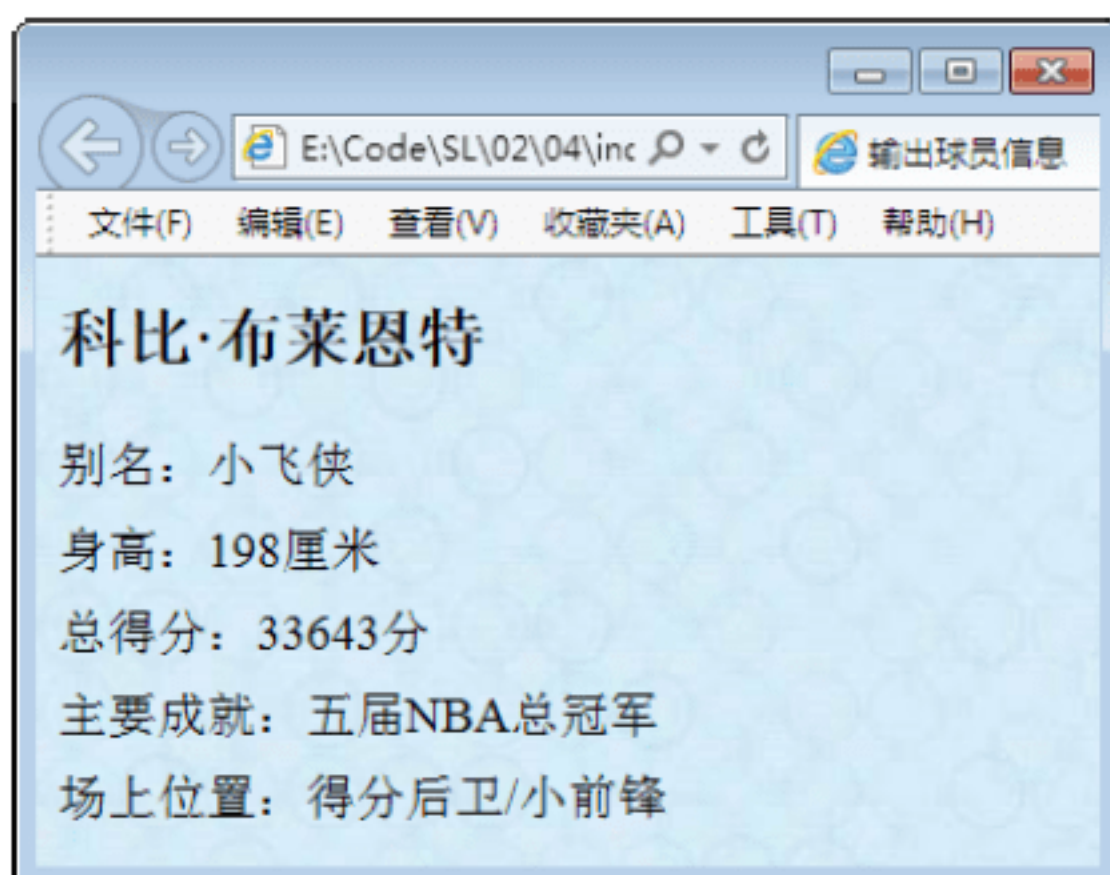 E:\Code\SL\02\04\inc
输出球员信息
文件(F) 编辑(E) 查看(V) 收藏夹(A) 工具(T) 帮助(H)
科比·布莱恩特
别名：小飞侠
身高：198厘米
总得分：33643分
主要成就：五届NBA总冠军
场上位置：得分后卫/小前锋